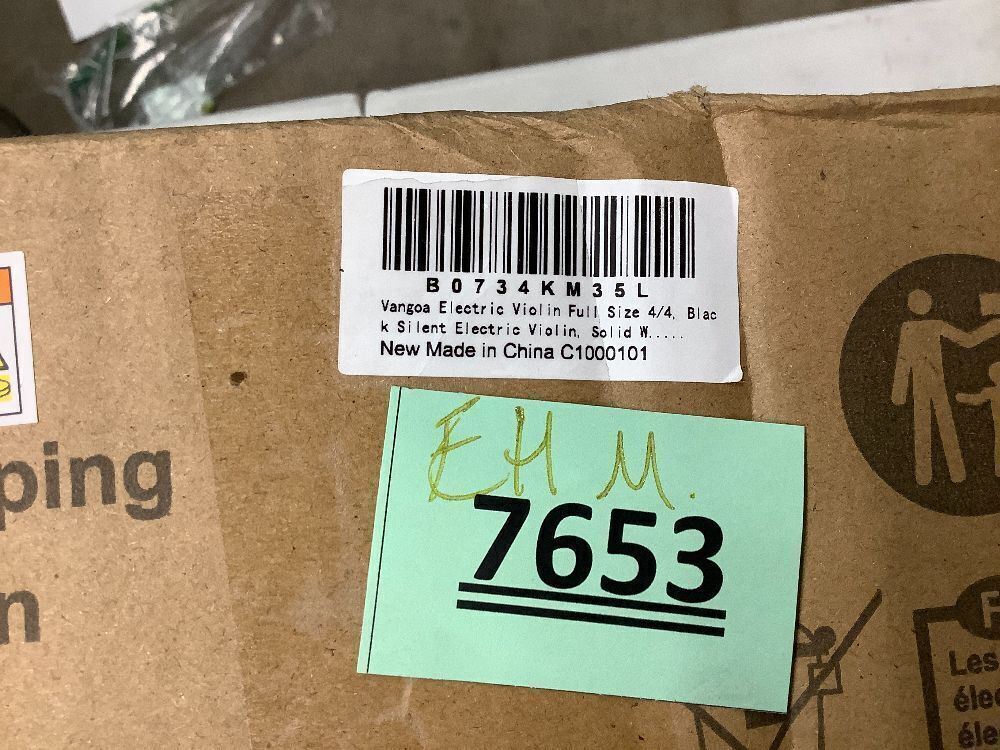 B0734KM35L
Vangoa Electric Violin Full Size 4/4, Blac
k Silent Electric Violin, Solid W.....
New Made in China C1000101
EHM.
7653
ping
n
F
Les
élec
éle